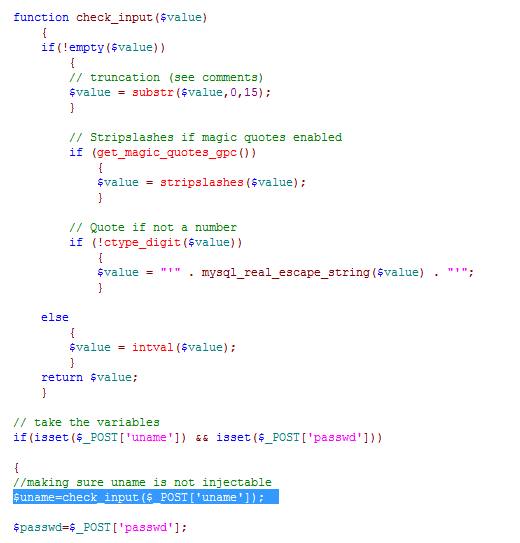 function check_input($value)
{
if(!empty($value))
{
// truncation (see comments)
$value = substr($value,0,15);
}
// Stripslashes if magic quotes enabled
if (get_magic_quotes_gpc())
{
$value = stripslashes($value);
}
// Quote if not a number
if (!ctype_digit($value))
{
$value = "'" . mysql_real_escape_string($value) . "'";
}
else
{
$value = intval($value);
}
return $value;
}
// take the variables
if(isset($_POST['uname']) && isset($_POST['passwd']))
{
//making sure uname is not injectable
$uname=check_input($_POST['uname']);
$passwd=$_POST['passwd'];